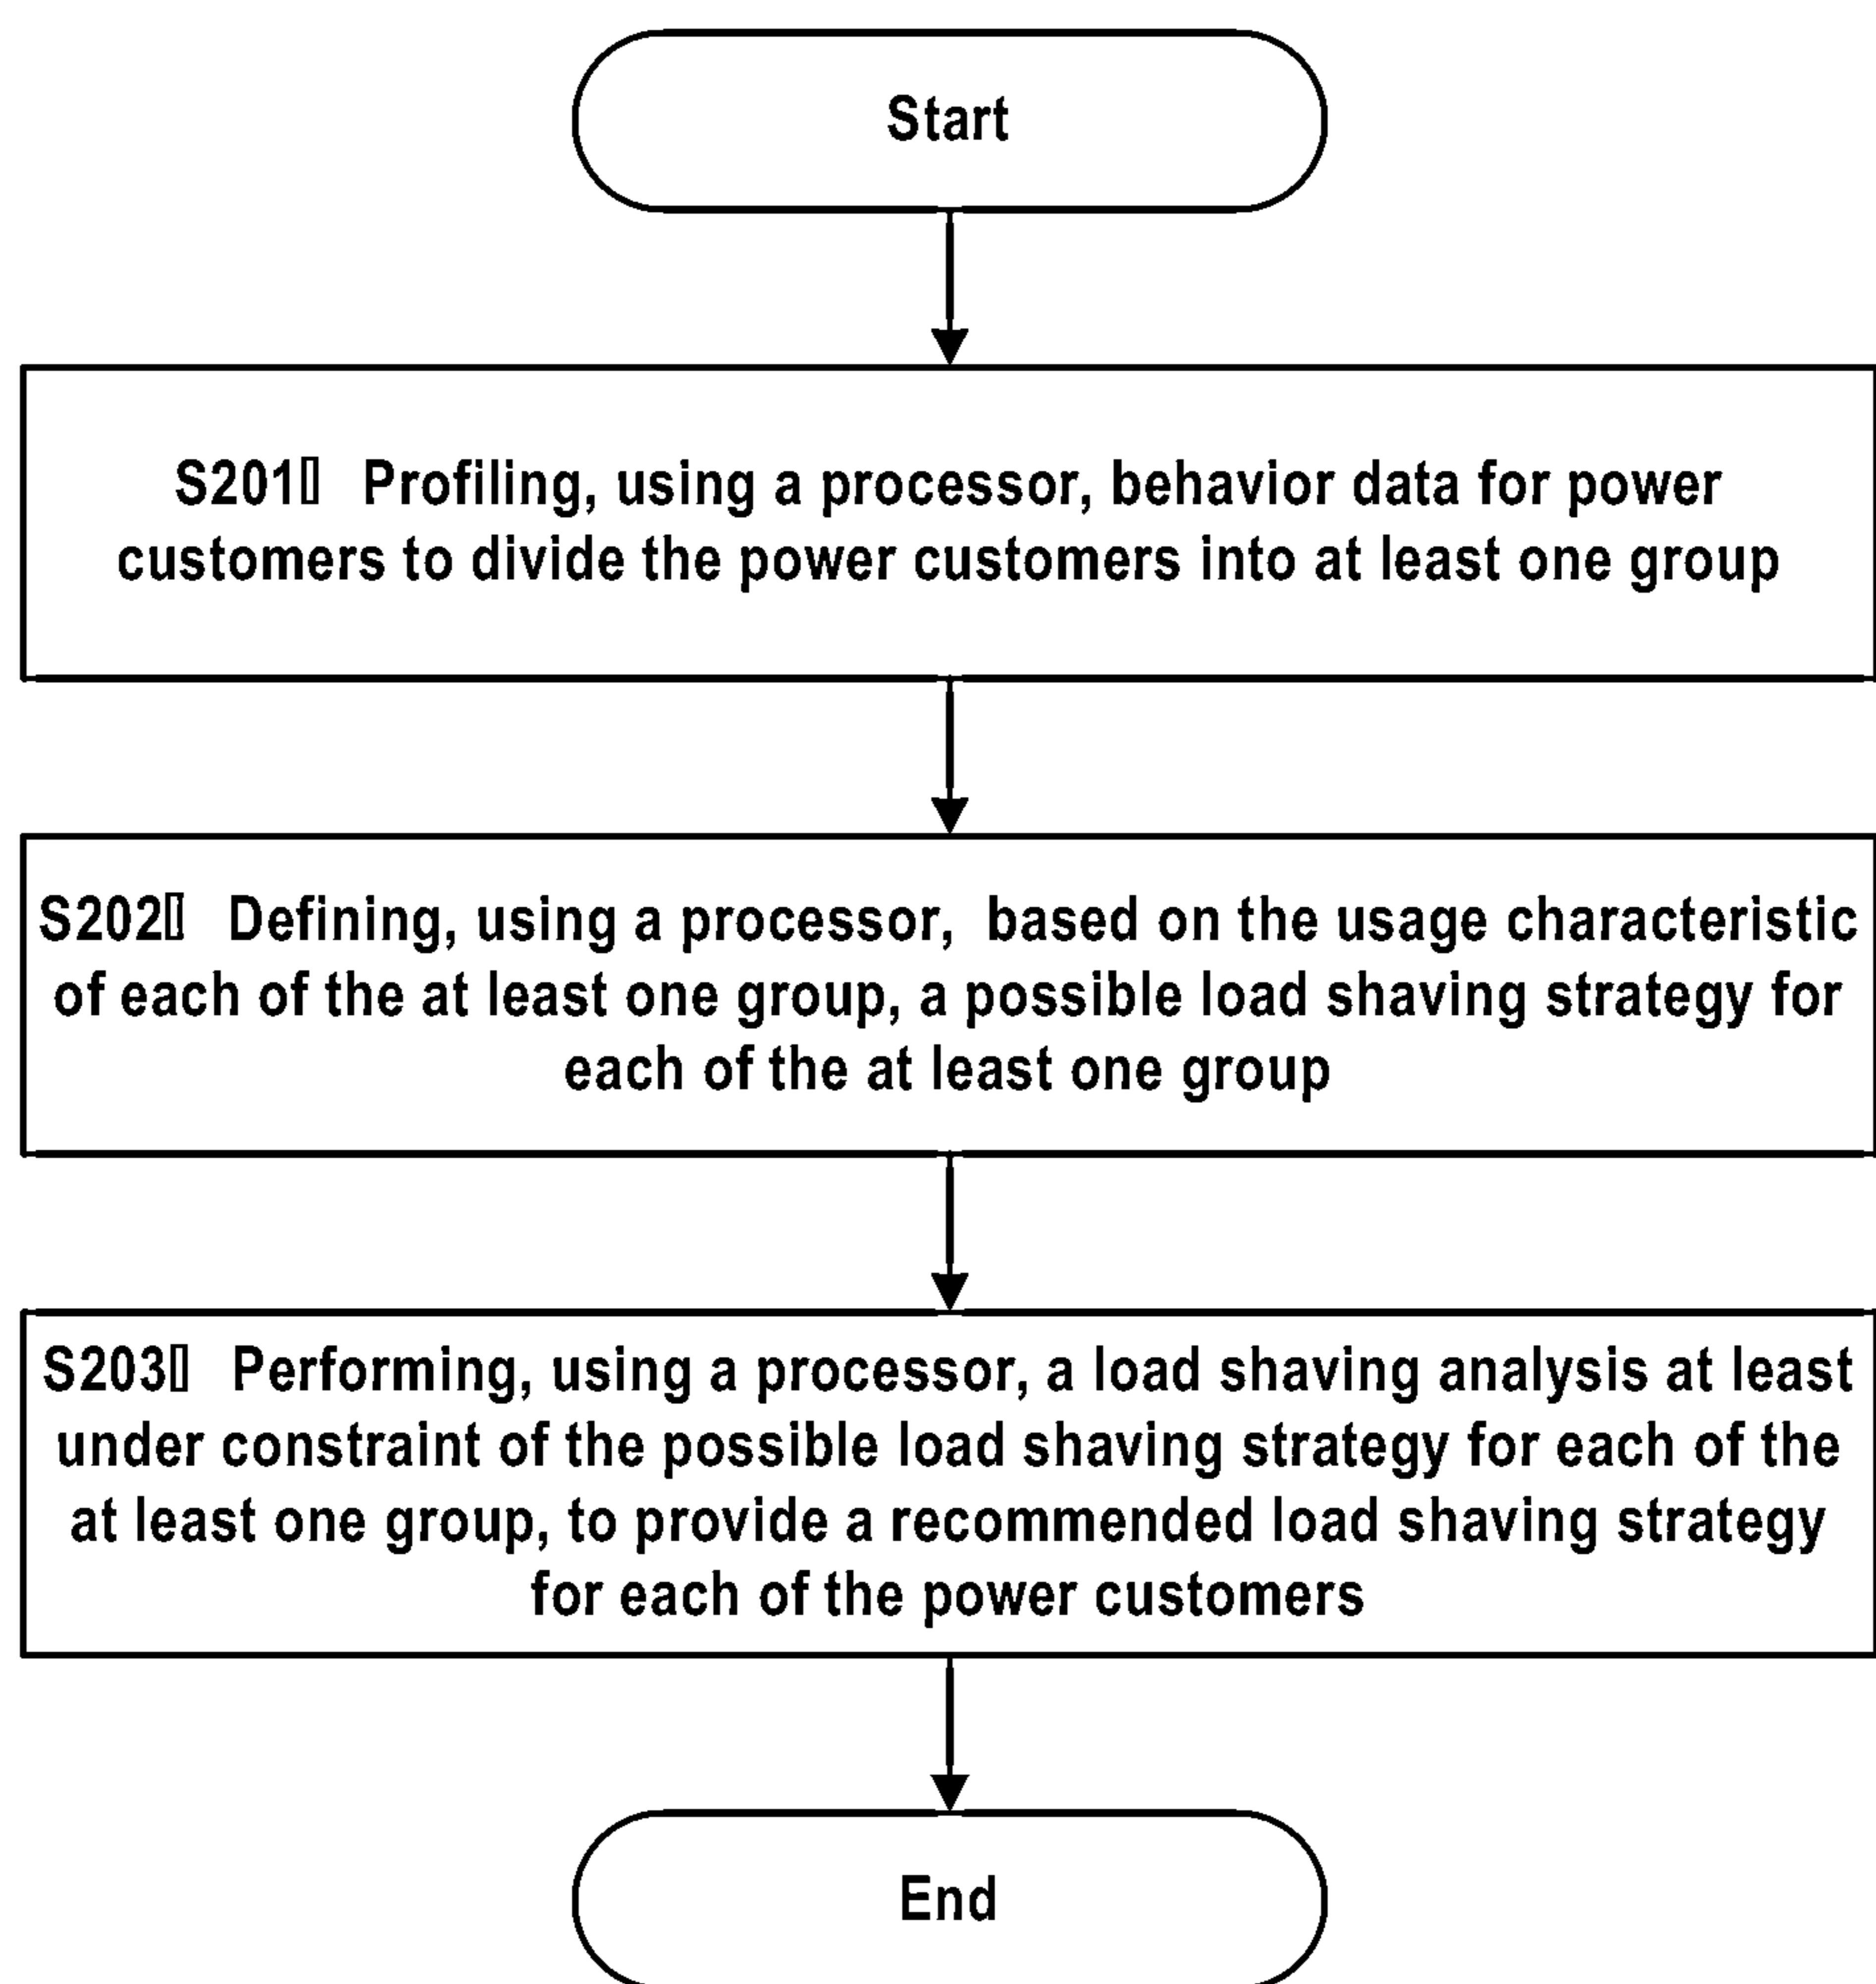 Start
S201▯ Profiling, using a processor, behavior data for power
customers to divide the power customers into at least one group
S202▯ Defining, using a processor, based on the usage characteristic
of each of the at least one group, a possible load shaving strategy for
each of the at least one group
S203▯ Performing, using a processor, a load shaving analysis at least
under constraint of the possible load shaving strategy for each of the
at least one group, to provide a recommended load shaving strategy
for each of the power customers
End